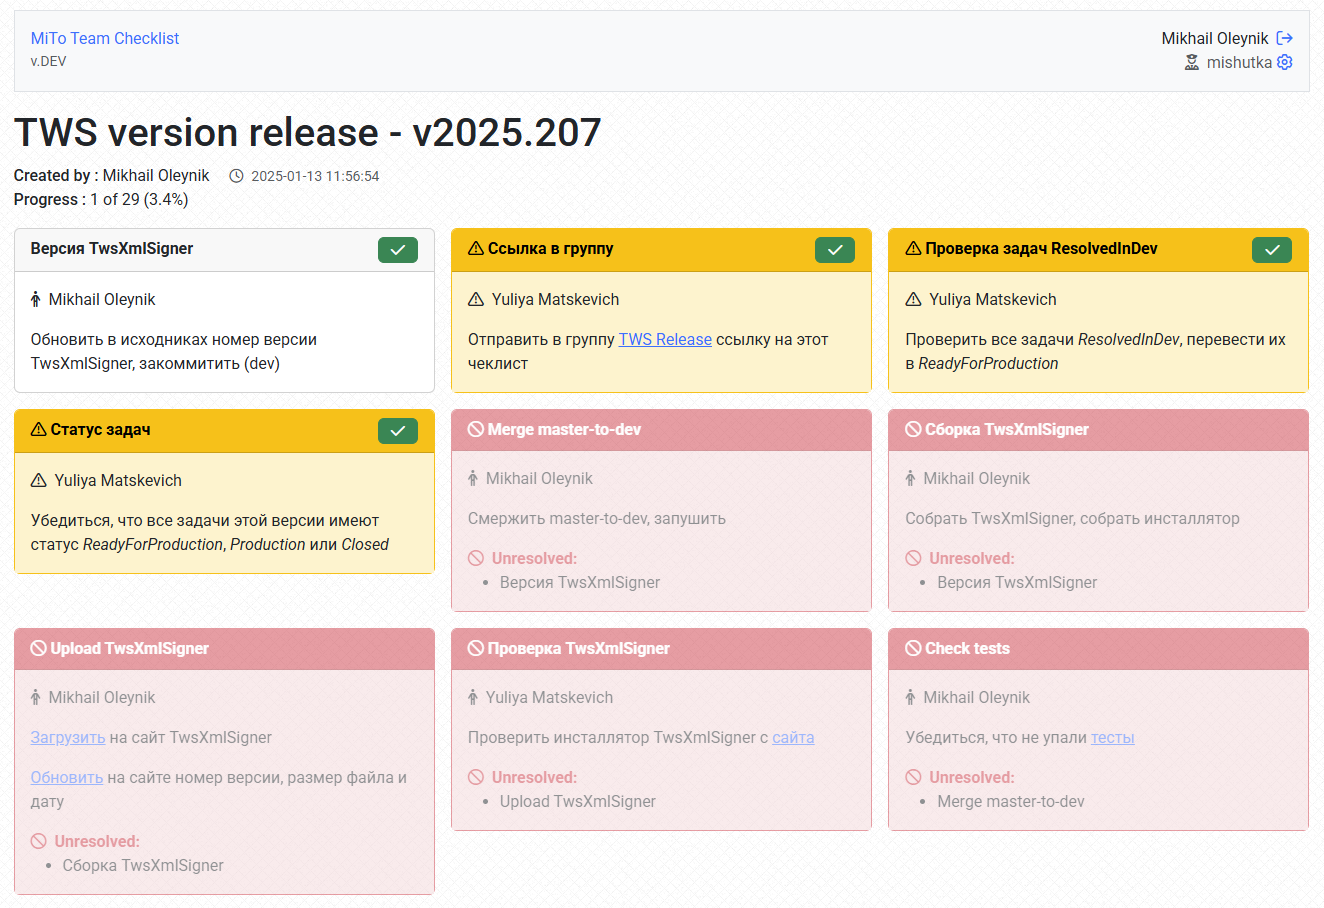 MiTo Team Checklist
v.DEV
Mikhail Oleynik
mishutka
TWS version release - v2025.207
Created by : Mikhail Oleynik 2025-01-13 11:56:54
Progress : 1 of 29 (3.4%)
Версия TwsXmlSigner
Mikhail Oleynik
Обновить в исходниках номер версии
TwsXmlSigner, закоммитить (dev)
Ссылка в группу
Yuliya Matskevich
Отправить в группу TWS Release ссылку на этот
чеклист
Проверка задач ResolvedInDev
Yuliya Matskevich
Проверить все задачи ResolvedInDev, перевести их
в ReadyForProduction
Статус задач
Yuliya Matskevich
Убедиться, что все задачи этой версии имеют
статус ReadyForProduction, Production или Closed
Merge master-to-dev
Mikhail Oleynik
Смержить master-to-dev, запушить
Unresolved:
• Версия TwsXmlSigner
Сборка TwsXmlSigner
Mikhail Oleynik
Собрать TwsXmlSigner, собрать инсталлятор
Unresolved:
• Версия TwsXmlSigner
Upload TwsXmlSigner
Mikhail Oleynik
Загрузить на сайт TwsXmlSigner
Обновить на сайте номер версии, размер файла и
дату
Unresolved:
• Сборка TwsXmlSigner
Проверка TwsXmlSigner
Yuliya Matskevich
Проверить инсталлятор TwsXmlSigner с сайта
Unresolved:
• Upload TwsXmlSigner
Check tests
Mikhail Oleynik
Убедиться, что не упали тесты
Unresolved:
• Merge master-to-dev